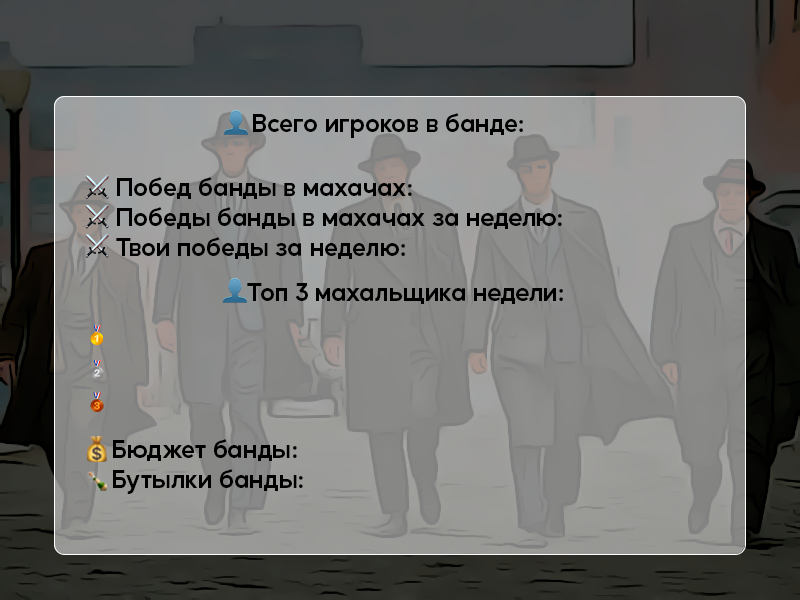 👤Всего игроков в банде:
⚔ Побед банды в махачах:
⚔ Победы банды в махачах за неделю:
⚔ Твои победы за неделю:
👤Топ 3 махальщика недели:
🥇
🥈
🥉
💰Бюджет банды:
🍾Бутылки банды: